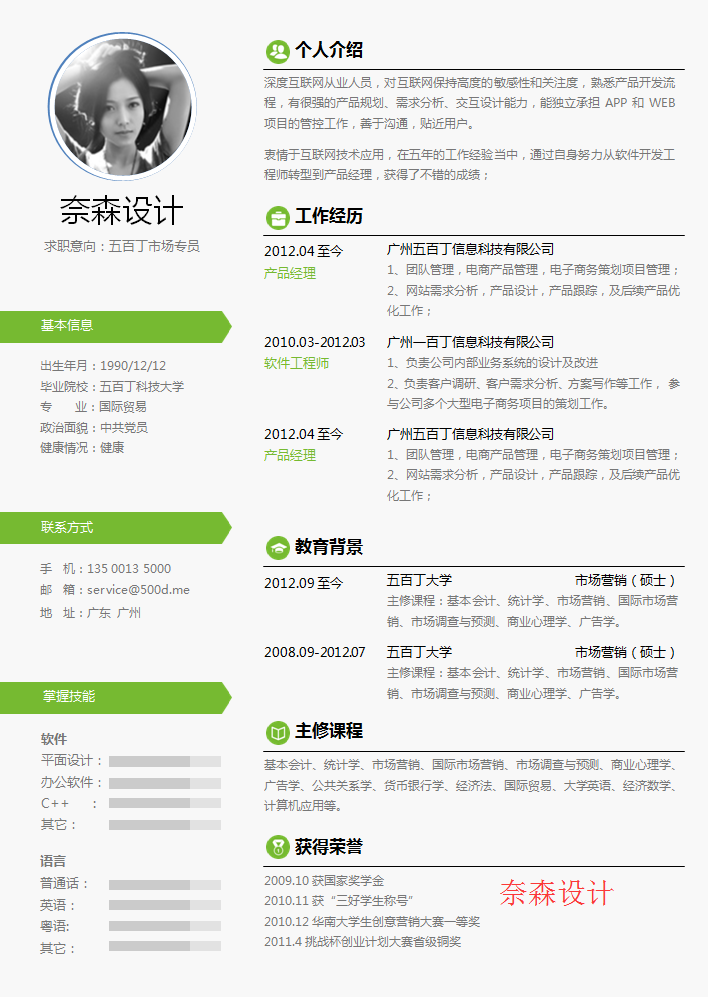 奈森设计
求职意向：五百丁市场专员
基本信息
出生年月：1990/12/12
毕业院校：五百丁科技大学
专 业：国际贸易
政治面貌：中共党员
健康情况：健康
联系方式
手 机：135 0013 5000
邮 箱：service@500d.me
地 址：广东 广州
掌握技能
软件
平面设计：
办公软件：
C++ ：
其它：
语言
普通话：
英语：
粤语:
其它：
个人介绍
深度互联网从业人员，对互联网保持高度的敏感性和关注度，熟悉产品开发流
程，有很强的产品规划、需求分析、交互设计能力，能独立承担 APP 和 WEB
项目的管控工作，善于沟通，贴近用户。
衷情于互联网技术应用，在五年的工作经验当中，通过自身努力从软件开发工
程师转型到产品经理，获得了不错的成绩；
工作经历
2012.04 至今 广州五百丁信息科技有限公司
产品经理 1、团队管理，电商产品管理，电子商务策划项目管理；
2、网站需求分析，产品设计，产品跟踪，及后续产品优
化工作；
2010.03-2012.03 广州一百丁信息科技有限公司
软件工程师 1、负责公司内部业务系统的设计及改进
2、负责客户调研、客户需求分析、方案写作等工作， 参
与公司多个大型电子商务项目的策划工作。
2012.04 至今 广州五百丁信息科技有限公司
产品经理 1、团队管理，电商产品管理，电子商务策划项目管理；
2、网站需求分析，产品设计，产品跟踪，及后续产品优
化工作；
教育背景
2012.09 至今 五百丁大学 市场营销（硕士）
主修课程：基本会计、统计学、市场营销、国际市场营
销、市场调查与预测、商业心理学、广告学。
2008.09-2012.07 五百丁大学 市场营销（硕士）
主修课程：基本会计、统计学、市场营销、国际市场营
销、市场调查与预测、商业心理学、广告学。
主修课程
基本会计、统计学、市场营销、国际市场营销、市场调查与预测、商业心理学、
广告学、公共关系学、货币银行学、经济法、国际贸易、大学英语、经济数学、
计算机应用等。
获得荣誉
2009.10 获国家奖学金
2010.11 获“三好学生称号”
2010.12 华南大学生创意营销大赛一等奖
2011.4 挑战杯创业计划大赛省级铜奖
奈森设计